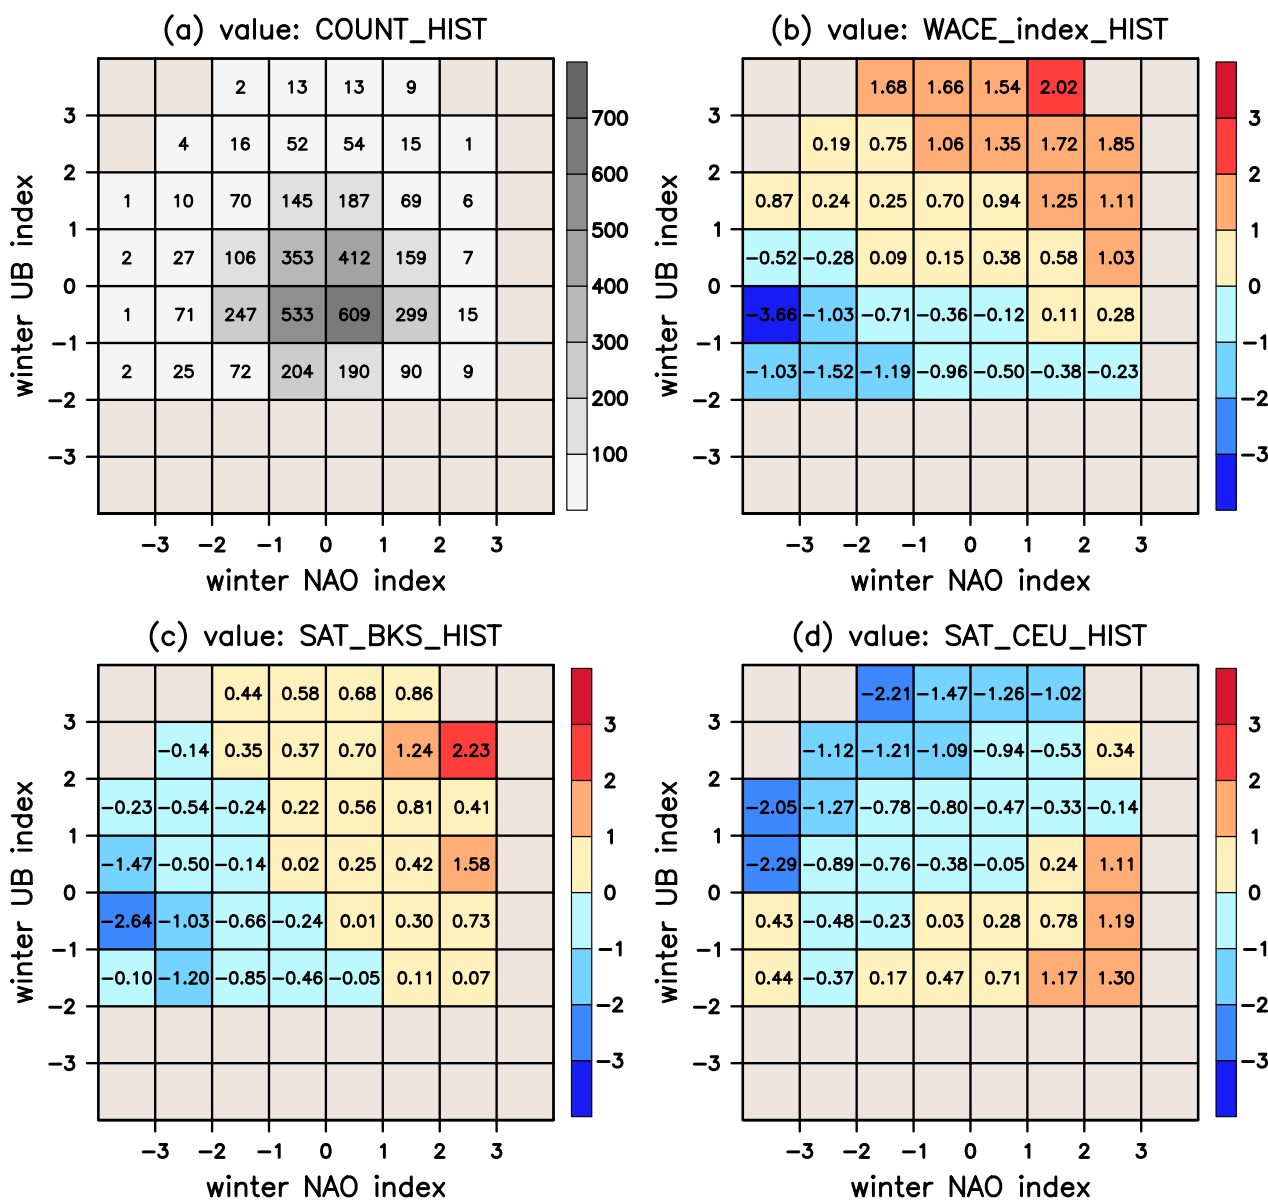 (a) value: COUNT_HIST
2 13 13 9
3
4 16 52 54 15 1
2
1 10 70 145 187 69 6
1
2 27 106 353 412 159 7
0
1 71 247 533 609 299 15
−1
2 25 72 204 190 90 9
−2
−3
−3 −2 −1 0 1 2 3
winter NAO index
winter UB index
700
600
500
400
300
200
100
(b) value: WACE_index_HIST
1.68 1.66 1.54 2.02
3
0.19 0.75 1.06 1.35 1.72 1.85
2
0.87 0.24 0.25 0.70 0.94 1.25 1.11
1
−0.52 −0.28 0.09 0.15 0.38 0.58 1.03
0
−3.66 −1.03 −0.71 −0.36 −0.12 0.11 0.28
−1
−1.03 −1.52 −1.19 −0.96 −0.50 −0.38 −0.23
−2
−3
−3 −2 −1 0 1 2 3
winter NAO index
winter UB index
3
2
1
0
−1
−2
−3
(c) value: SAT_BKS_HIST
0.44 0.58 0.68 0.86
3
−0.14 0.35 0.37 0.70 1.24 2.23
2
−0.23 −0.54 −0.24 0.22 0.56 0.81 0.41
1
−1.47 −0.50 −0.14 0.02 0.25 0.42 1.58
0
−2.64 −1.03 −0.66 −0.24 0.01 0.30 0.73
−1
−0.10 −1.20 −0.85 −0.46 −0.05 0.11 0.07
−2
−3
−3 −2 −1 0 1 2 3
winter NAO index
winter UB index
3
2
1
0
−1
−2
−3
(d) value: SAT_CEU_HIST
−2.21 −1.47 −1.26 −1.02
3
−1.12 −1.21 −1.09 −0.94 −0.53 0.34
2
−2.05 −1.27 −0.78 −0.80 −0.47 −0.33 −0.14
1
−2.29 −0.89 −0.76 −0.38 −0.05 0.24 1.11
0
0.43 −0.48 −0.23 0.03 0.28 0.78 1.19
−1
0.44 −0.37 0.17 0.47 0.71 1.17 1.30
−2
−3
−3 −2 −1 0 1 2 3
winter NAO index
winter UB index
3
2
1
0
−1
−2
−3